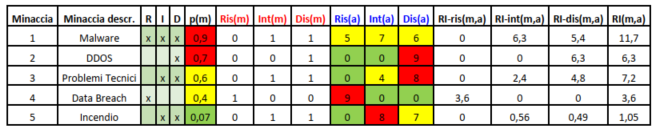 Minaccia Minaccia descr. R I D p(m) Ris(m) Int(m) Dis(m) Ris(a) Int(a) Dis(a) RI-ris(m,a) RI-int(m,a) RI-dis(m,a) RI(m,a)
1 Malware x x x 0,9 0 1 1 5 7 6 0 6,3 5,4 11,7
2 DDOS x 0,7 0 0 1 0 0 9 0 0 6,3 6,3
3 Problemi Tecnici x x 0,6 0 1 1 0 4 8 0 2,4 4,8 7,2
4 Data Breach x 0,4 1 0 0 9 0 0 3,6 0 0 3,6
5 Incendio x x 0,07 0 1 1 0 8 7 0 0,56 0,49 1,05